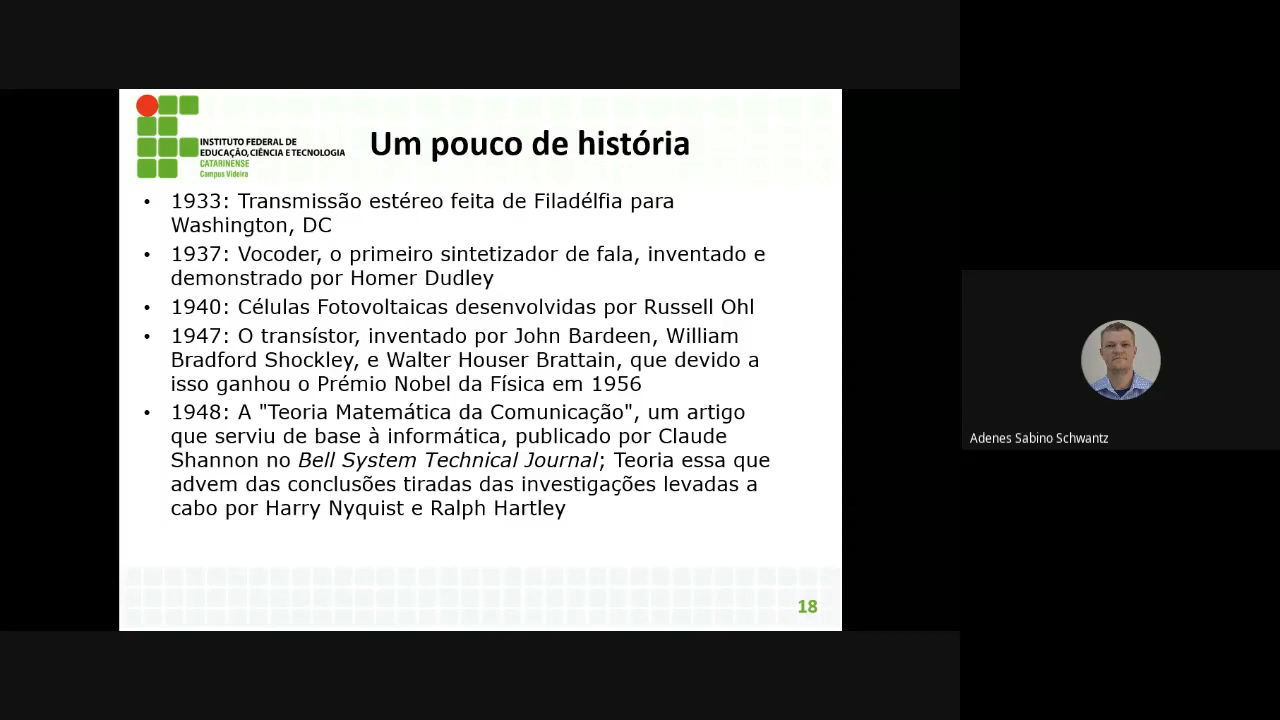 INSTITUTO FEDERAL DE
EDUCAÇÃO, CIÊNCIA E TECNOLOGIA
CATARINENSE
Campus Videira
Um pouco de história
• 1933: Transmissão estéreo feita de Filadélfia para
Washington, DC
• 1937: Vocoder, o primeiro sintetizador de fala, inventado e
demonstrado por Homer Dudley
• 1940: Células Fotovoltaicas desenvolvidas por Russell Ohl
• 1947: O transístor, inventado por John Bardeen, William
Bradford Shockley, e Walter Houser Brattain, que devido a
isso ganhou o Prémio Nobel da Física em 1956
• 1948: A "Teoria Matemática da Comunicação", um artigo
que serviu de base à informática, publicado por Claude
Shannon no Bell System Technical Journal; Teoria essa que
advem das conclusões tiradas das investigações levadas a
cabo por Harry Nyquist e Ralph Hartley
18
Adenes Sabino Schwantz